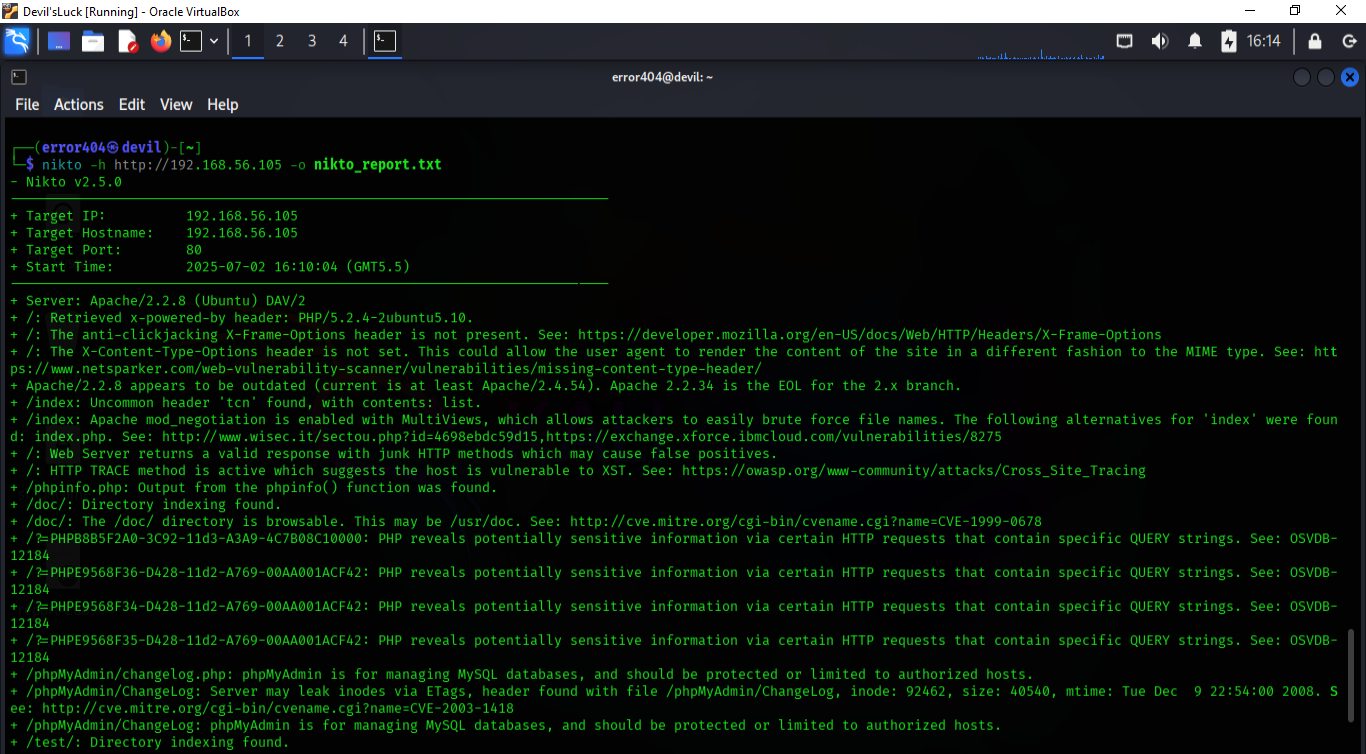 Devil'sLuck [Running] - Oracle VirtualBox
1 2 3 4 16:14
error404@devil: ~
File Actions Edit View Help
┌──(error404㉿devil)-[~]
└─$ nikto -h http://192.168.56.105 -o nikto_report.txt
- Nikto v2.5.0
---------------------------------------------------------------------------
+ Target IP:          192.168.56.105
+ Target Hostname:    192.168.56.105
+ Target Port:        80
+ Start Time:         2025-07-02 16:10:04 (GMT5.5)
---------------------------------------------------------------------------
+ Server: Apache/2.2.8 (Ubuntu) DAV/2
+ /: Retrieved x-powered-by header: PHP/5.2.4-2ubuntu5.10.
+ /: The anti-clickjacking X-Frame-Options header is not present. See: https://developer.mozilla.org/en-US/docs/Web/HTTP/Headers/X-Frame-Options
+ /: The X-Content-Type-Options header is not set. This could allow the user agent to render the content of the site in a different fashion to the MIME type. See: htt
ps://www.netsparker.com/web-vulnerability-scanner/vulnerabilities/missing-content-type-header/
+ Apache/2.2.8 appears to be outdated (current is at least Apache/2.4.54). Apache 2.2.34 is the EOL for the 2.x branch.
+ /index: Uncommon header 'tcn' found, with contents: list.
+ /index: Apache mod_negotiation is enabled with MultiViews, which allows attackers to easily brute force file names. The following alternatives for 'index' were foun
d: index.php. See: http://www.wisec.it/sectou.php?id=4698ebdc59d15,https://exchange.xforce.ibmcloud.com/vulnerabilities/8275
+ /: Web Server returns a valid response with junk HTTP methods which may cause false positives.
+ /: HTTP TRACE method is active which suggests the host is vulnerable to XST. See: https://owasp.org/www-community/attacks/Cross_Site_Tracing
+ /phpinfo.php: Output from the phpinfo() function was found.
+ /doc/: Directory indexing found.
+ /doc/: The /doc/ directory is browsable. This may be /usr/doc. See: http://cve.mitre.org/cgi-bin/cvename.cgi?name=CVE-1999-0678
+ /?=PHPB8B5F2A0-3C92-11d3-A3A9-4C7B08C10000: PHP reveals potentially sensitive information via certain HTTP requests that contain specific QUERY strings. See: OSVDB-
12184
+ /?=PHPE9568F36-D428-11d2-A769-00AA001ACF42: PHP reveals potentially sensitive information via certain HTTP requests that contain specific QUERY strings. See: OSVDB-
12184
+ /?=PHPE9568F34-D428-11d2-A769-00AA001ACF42: PHP reveals potentially sensitive information via certain HTTP requests that contain specific QUERY strings. See: OSVDB-
12184
+ /?=PHPE9568F35-D428-11d2-A769-00AA001ACF42: PHP reveals potentially sensitive information via certain HTTP requests that contain specific QUERY strings. See: OSVDB-
12184
+ /phpMyAdmin/changelog.php: phpMyAdmin is for managing MySQL databases, and should be protected or limited to authorized hosts.
+ /phpMyAdmin/ChangeLog: Server may leak inodes via ETags, header found with file /phpMyAdmin/ChangeLog, inode: 92462, size: 40540, mtime: Tue Dec  9 22:54:00 2008. S
ee: http://cve.mitre.org/cgi-bin/cvename.cgi?name=CVE-2003-1418
+ /phpMyAdmin/ChangeLog: phpMyAdmin is for managing MySQL databases, and should be protected or limited to authorized hosts.
+ /test/: Directory indexing found.